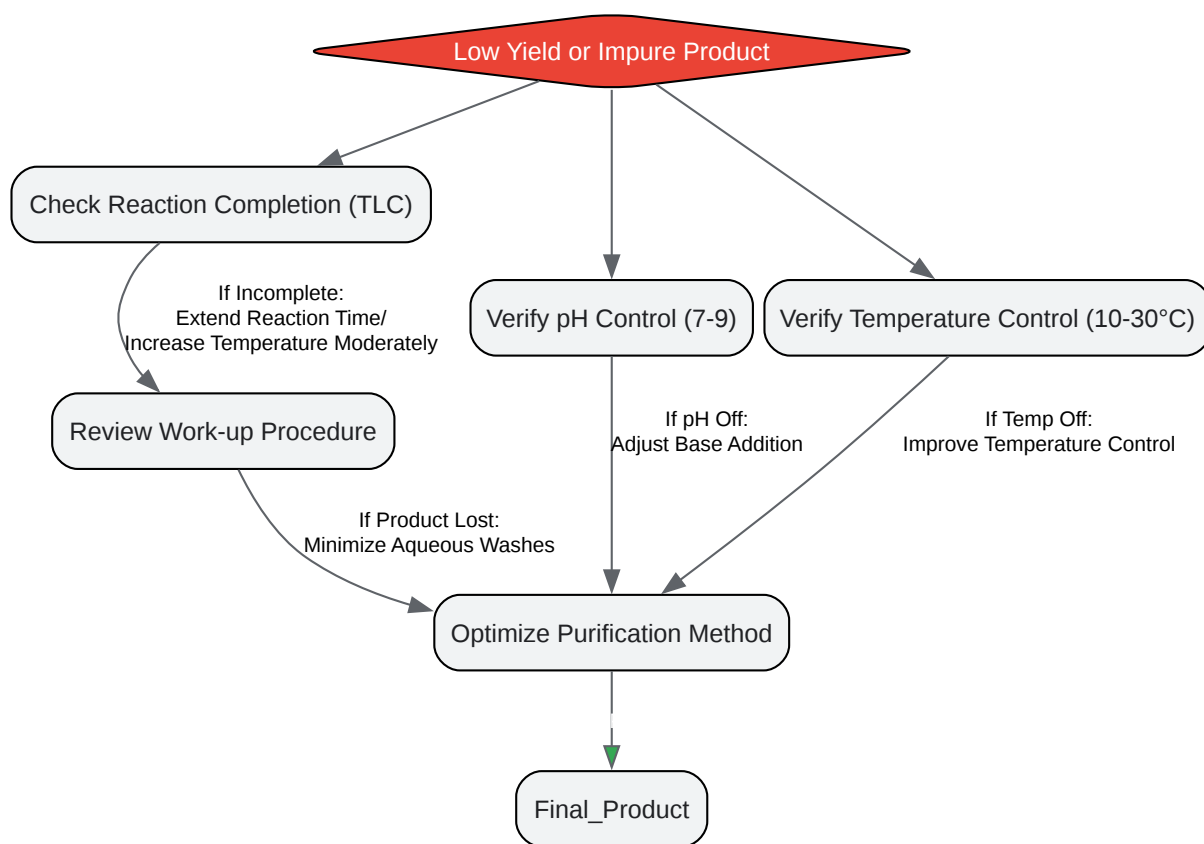 Low Yield or Impure Product
Check Reaction Completion (TLC)
If Incomplete:
Extend Reaction Time/
Increase Temperature Moderately
Verify pH Control (7-9)
Verify Temperature Control (10-30°C)
Review Work-up Procedure
If pH Off:
Adjust Base Addition
If Temp Off:
Improve Temperature Control
If Product Lost:
Minimize Aqueous Washes
Optimize Purification Method
Final_Product